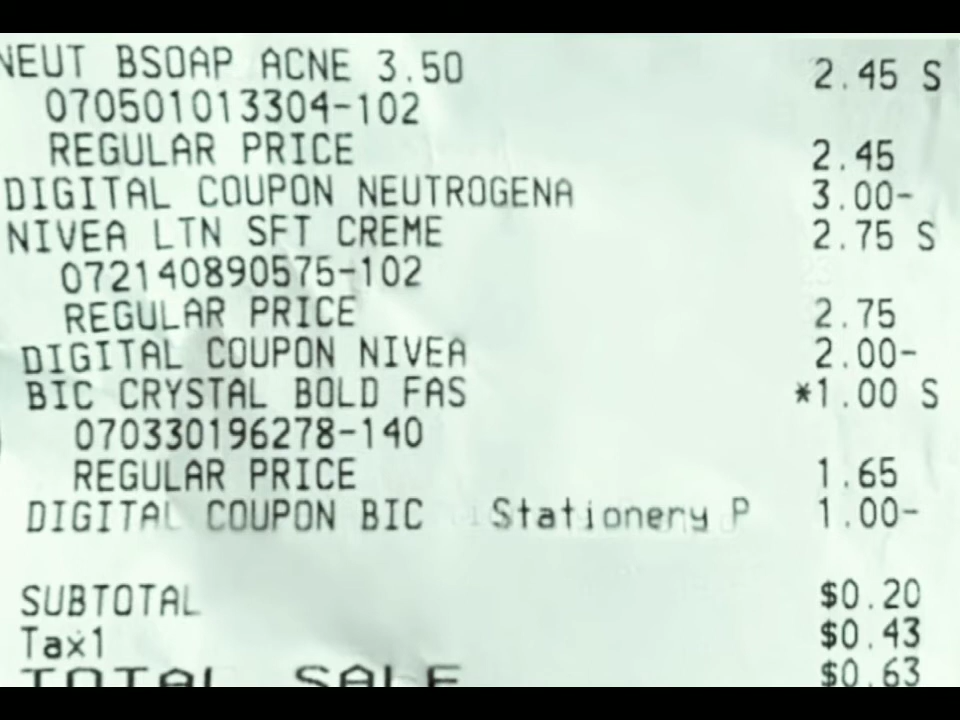 NEUT BSOAP ACNE 3.50 2.45 S
070501013304-102
REGULAR PRICE 2.45
DIGITAL COUPON NEUTROGENA 3.00-
NIVEA LTN SFT CREME 2.75 S
072140890575-102
REGULAR PRICE 2.75
DIGITAL COUPON NIVEA 2.00-
BIC CRYSTAL BOLD FAS *1.00 S
070330196278-140
REGULAR PRICE 1.65
DIGITAL COUPON BIC Stationery P 1.00-
SUBTOTAL $0.20
Tax1 $0.43
TOTAL SALE $0.63